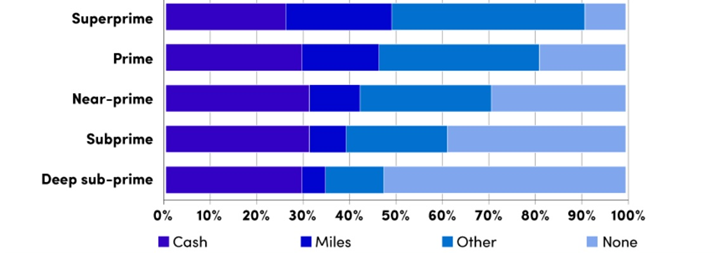 Superprime
Prime
Near-prime
Subprime
Deep sub-prime
0% 10% 20% 30% 40% 50% 60% 70% 80% 90% 100%
Cash Miles Other None